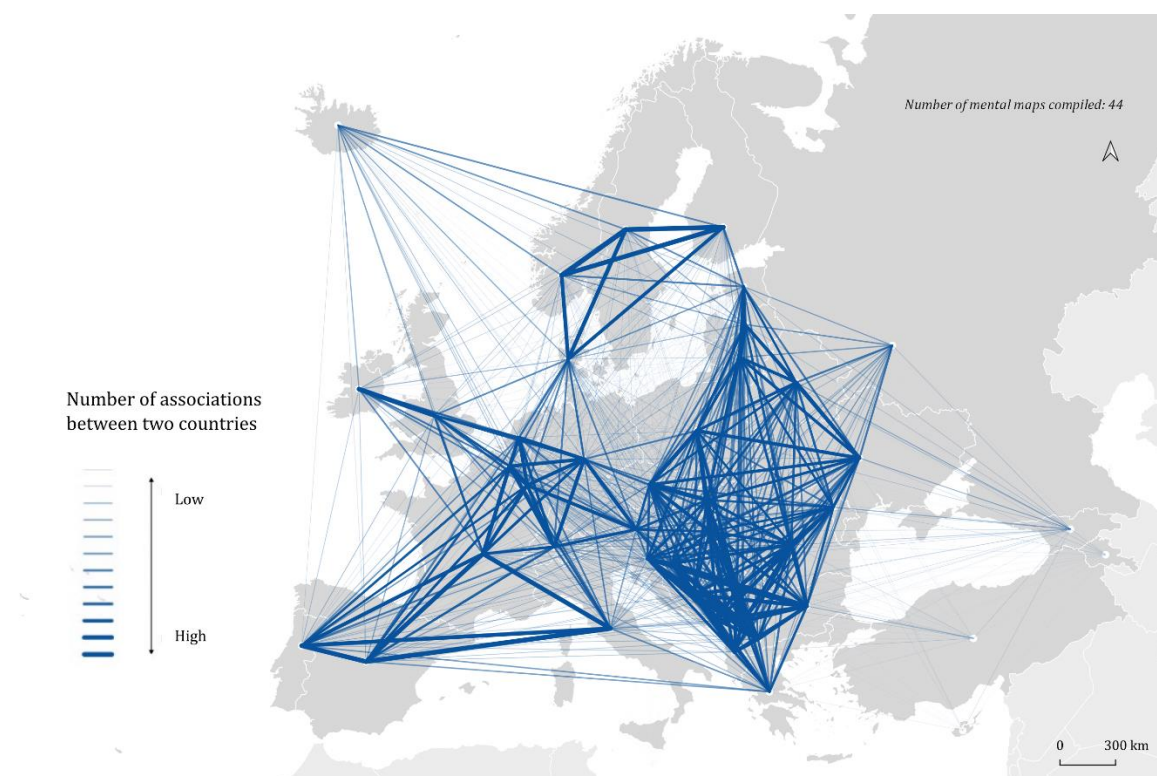 Number of mental maps compiled: 44
Number of associations
between two countries
Low
High
0 300 km